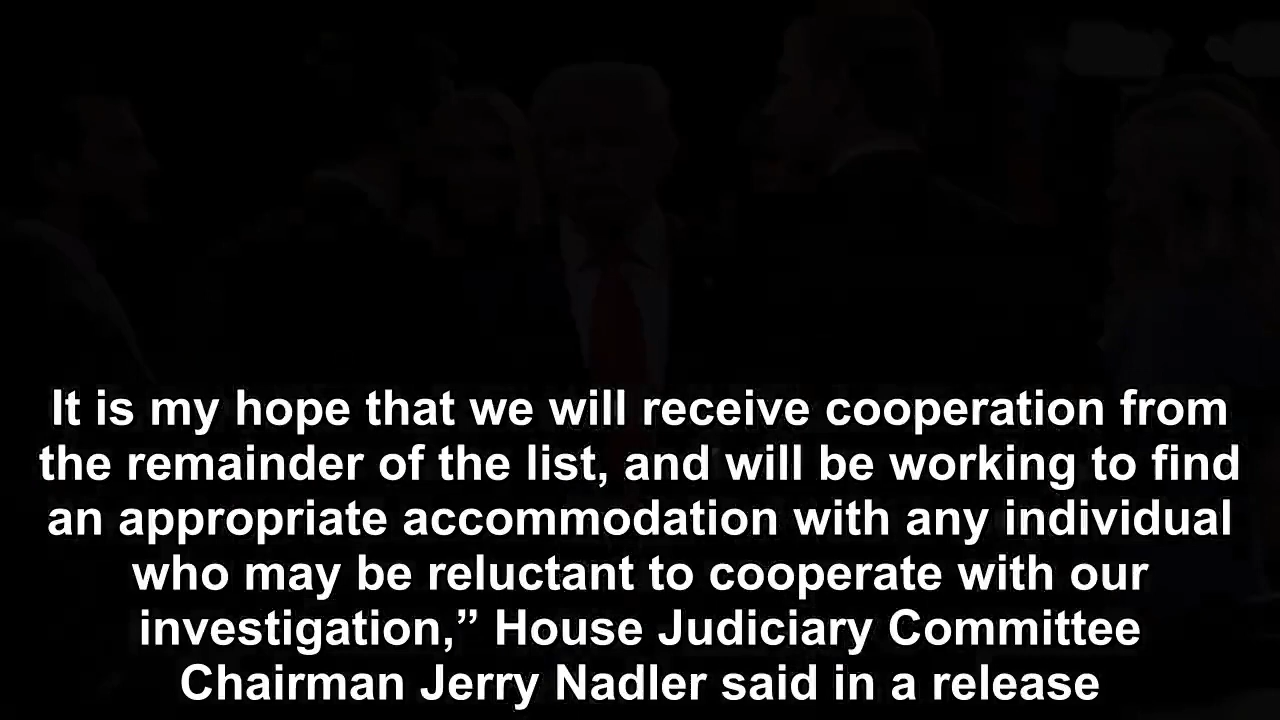 It is my hope that we will receive cooperation from
the remainder of the list, and will be working to find
an appropriate accommodation with any individual
who may be reluctant to cooperate with our
investigation,” House Judiciary Committee
Chairman Jerry Nadler said in a release